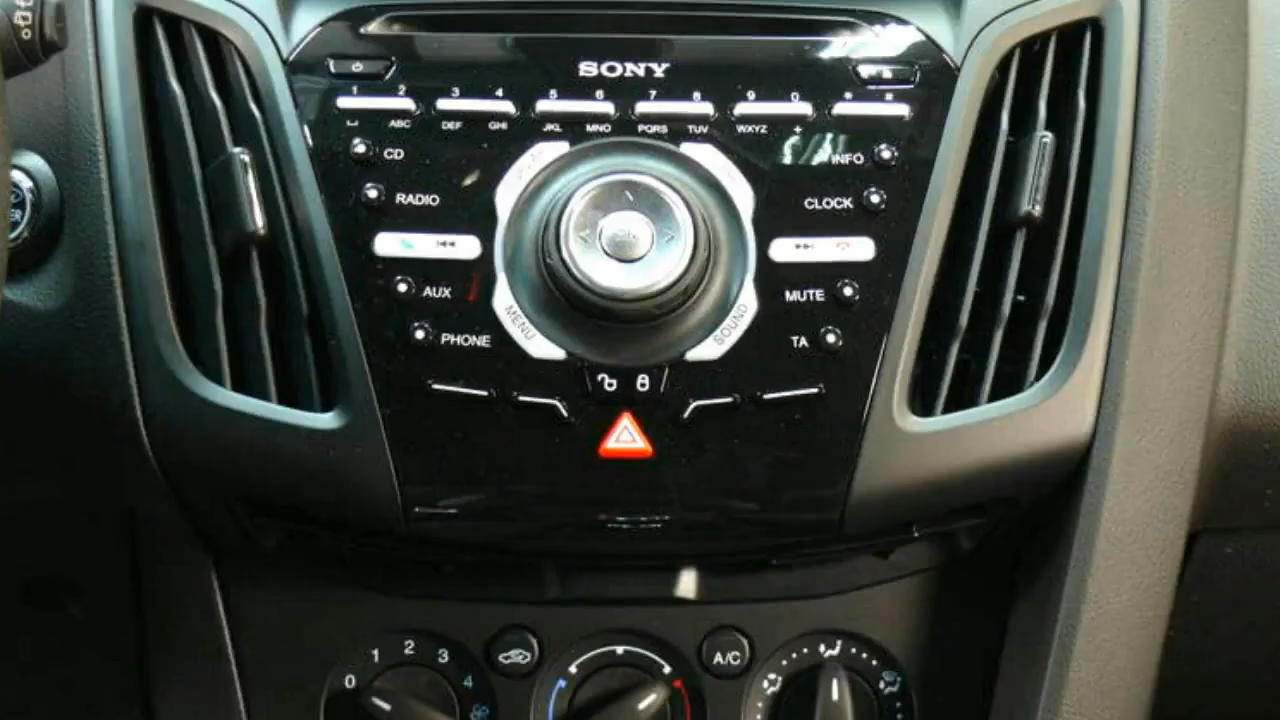 SONY
1 2 3 4 5 6 7 8 9 0 * #
ABC DEF GHI JKL MNO PQRS TUV WXYZ +
CD INFO
RADIO CLOCK
AUX MUTE
MENU SOUND
PHONE TA
A/C
0 1 2 3 4